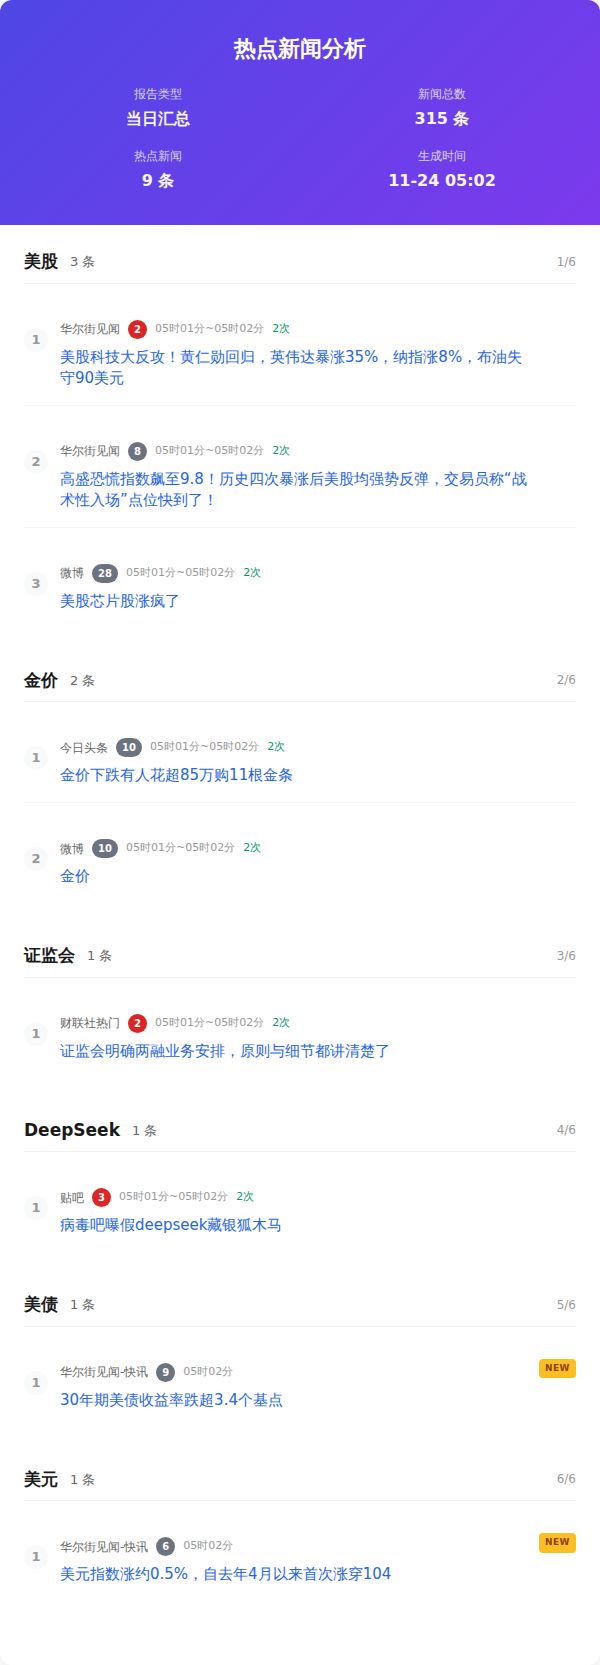 热点新闻分析
报告类型
新闻总数
当日汇总
315 条
热点新闻
生成时间
9 条
11-24 05:02
美股 3 条 1/6
1
华尔街见闻 2 05时01分~05时02分 2次
美股科技大反攻！黄仁勋回归，英伟达暴涨35%，纳指涨8%，布油失
守90美元
2
华尔街见闻 8 05时01分~05时02分 2次
高盛恐慌指数飙至9.8！历史四次暴涨后美股均强势反弹，交易员称“战
术性入场”点位快到了！
3
微博 28 05时01分~05时02分 2次
美股芯片股涨疯了
金价 2 条 2/6
1
今日头条 10 05时01分~05时02分 2次
金价下跌有人花超85万购11根金条
2
微博 10 05时01分~05时02分 2次
金价
证监会 1 条 3/6
1
财联社热门 2 05时01分~05时02分 2次
证监会明确两融业务安排，原则与细节都讲清楚了
DeepSeek 1 条 4/6
1
贴吧 3 05时01分~05时02分 2次
病毒吧曝假deepseek藏银狐木马
美债 1 条 5/6
1
华尔街见闻-快讯 9 05时02分 NEW
30年期美债收益率跌超3.4个基点
美元 1 条 6/6
1
华尔街见闻-快讯 6 05时02分 NEW
美元指数涨约0.5%，自去年4月以来首次涨穿104